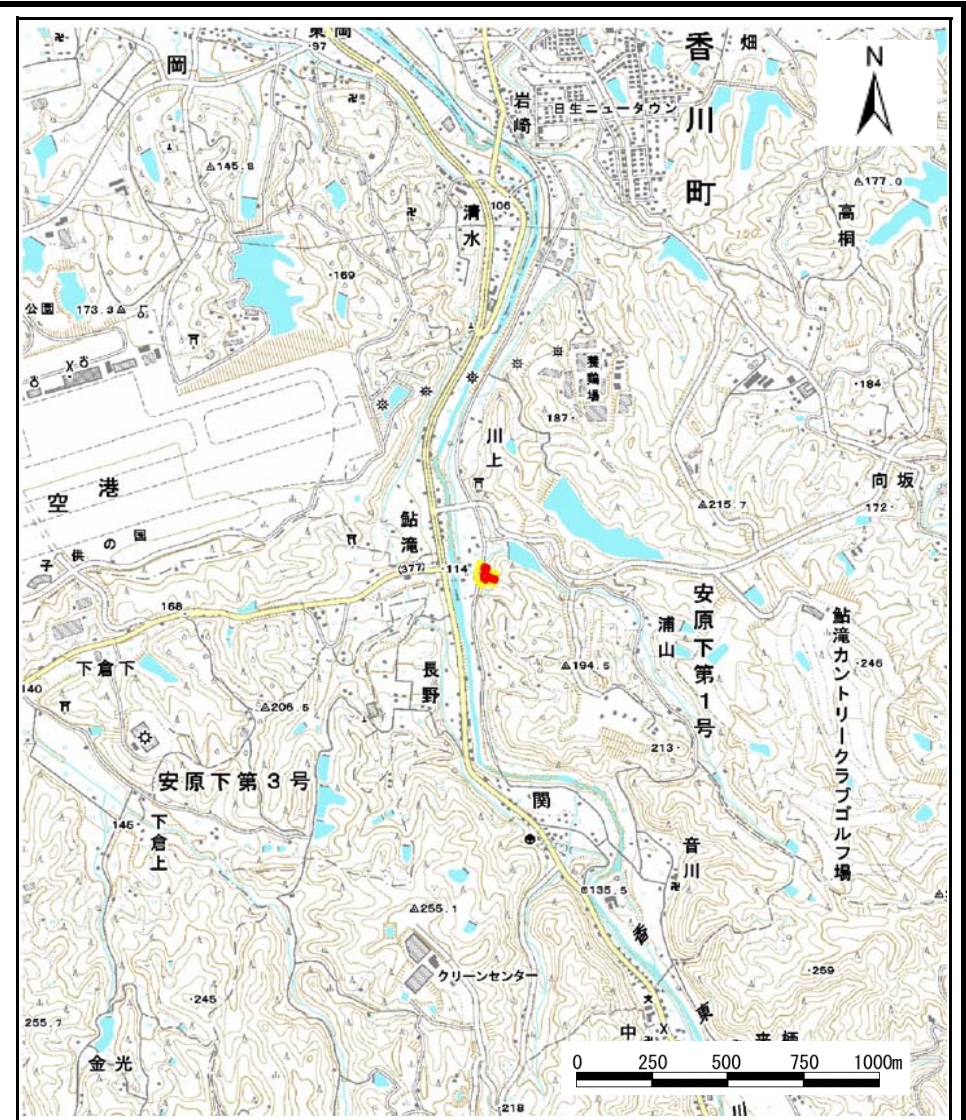 東岡
·97
岡
香川町
畑
N
岩崎
日生ニュータウン
145.8
清水
106
177.0
高桐
·169
公園 173.3
養鶏場
·184
187·
川上
向坂
172
215.7
空港
鮎滝
子供の国
(377)
·114
168
安原下第1号
浦山
鮎滝カントリークラブゴルフ場
·246
下倉下
長野
194.5
140
206.5
213·
安原下第3号
関
145
下倉上
音川
135.5
255.1
香東川
クリーンセンター
·259
·245
255.7
中
金光
·218
0 250 500 750 1000m